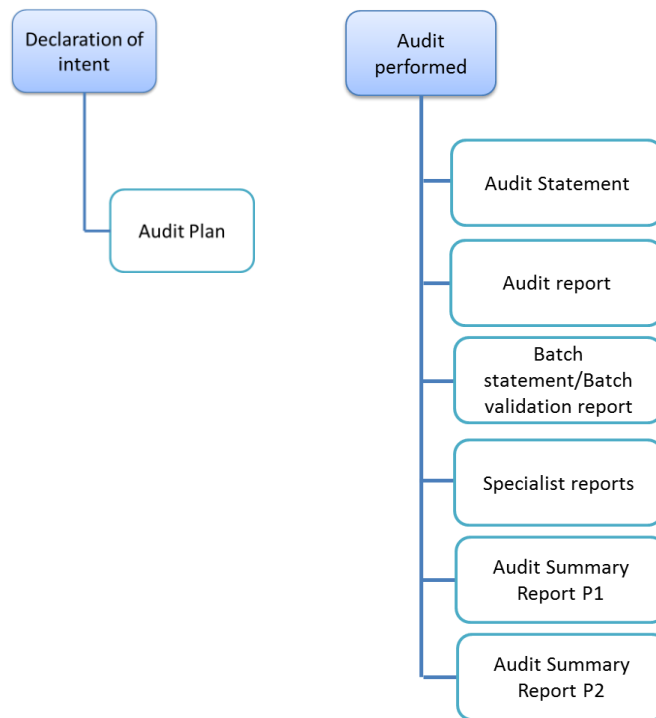 Declaration of
intent
Audit Plan
Audit
performed
Audit Statement
Audit report
Batch
statement/Batch
validation report
Specialist reports
Audit Summary
Report P1
Audit Summary
Report P2